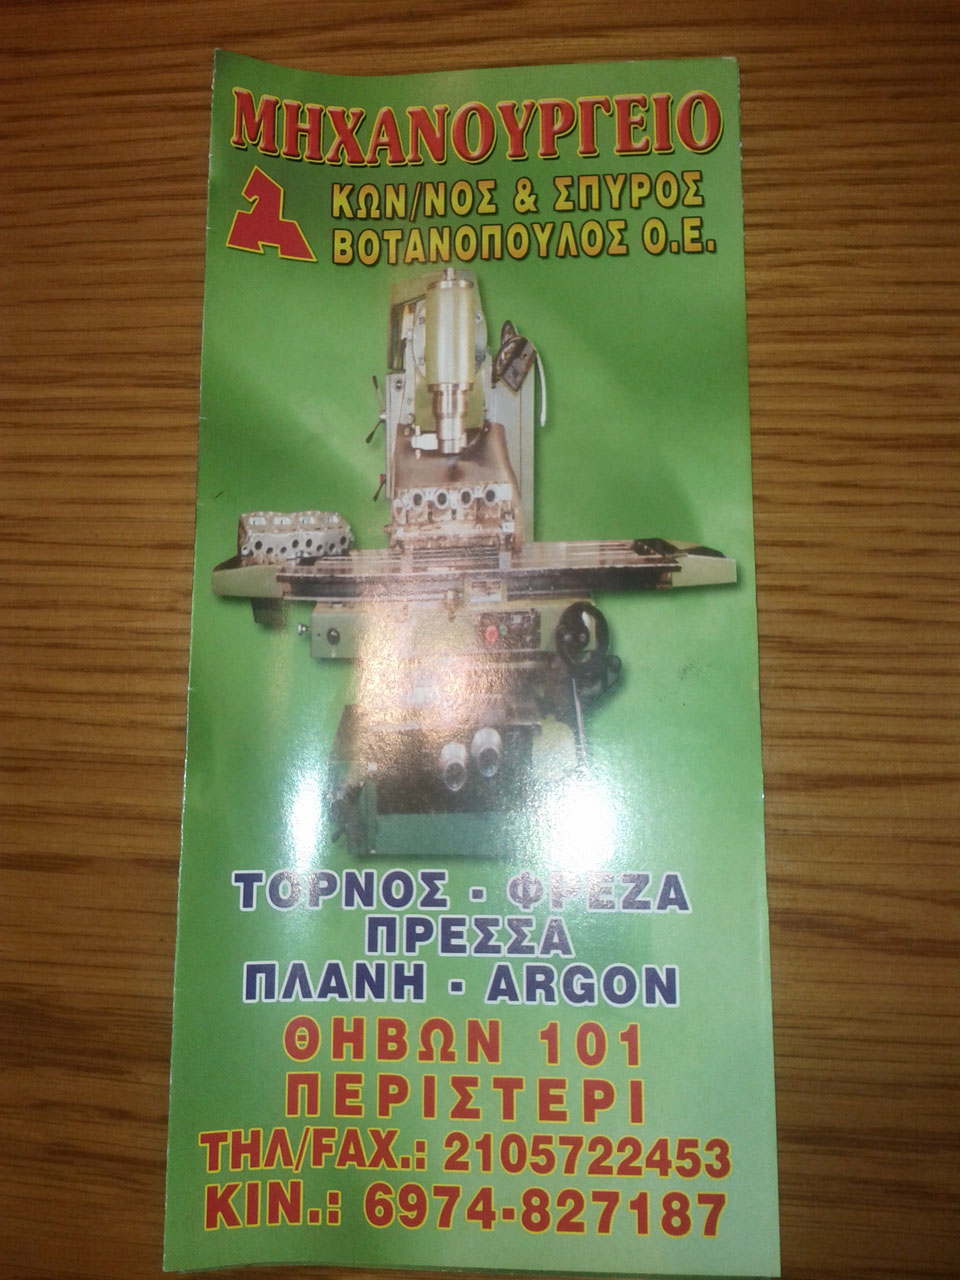 ΜΗΧΑΝΟΥΡΓΕΙΟ
ΚΩΝ/ΝΟΣ & ΣΠΥΡΟΣ
ΒΟΤΑΝΟΠΟΥΛΟΣ Ο.Ε.
ΤΟΡΝΟΣ - ΦΡΕΖΑ
ΠΡΕΣΣΑ
ΠΛΑΝΗ - ARGON
ΘΗΒΩΝ 101
ΠΕΡΙΣΤΕΡΙ
ΤΗΛ/FAX.: 2105722453
ΚΙΝ.: 6974-827187